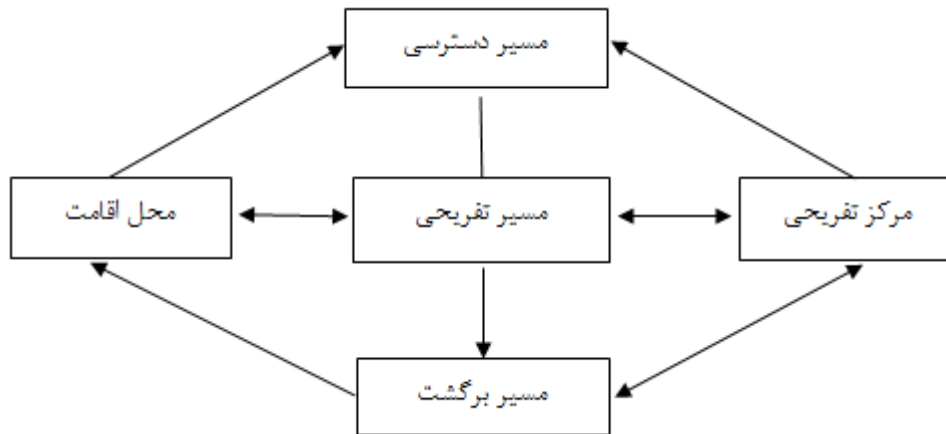 مسیر دسترسی
مرکز تفریحی
مسیر تفریحی
محل اقامت
مسیر برگشت